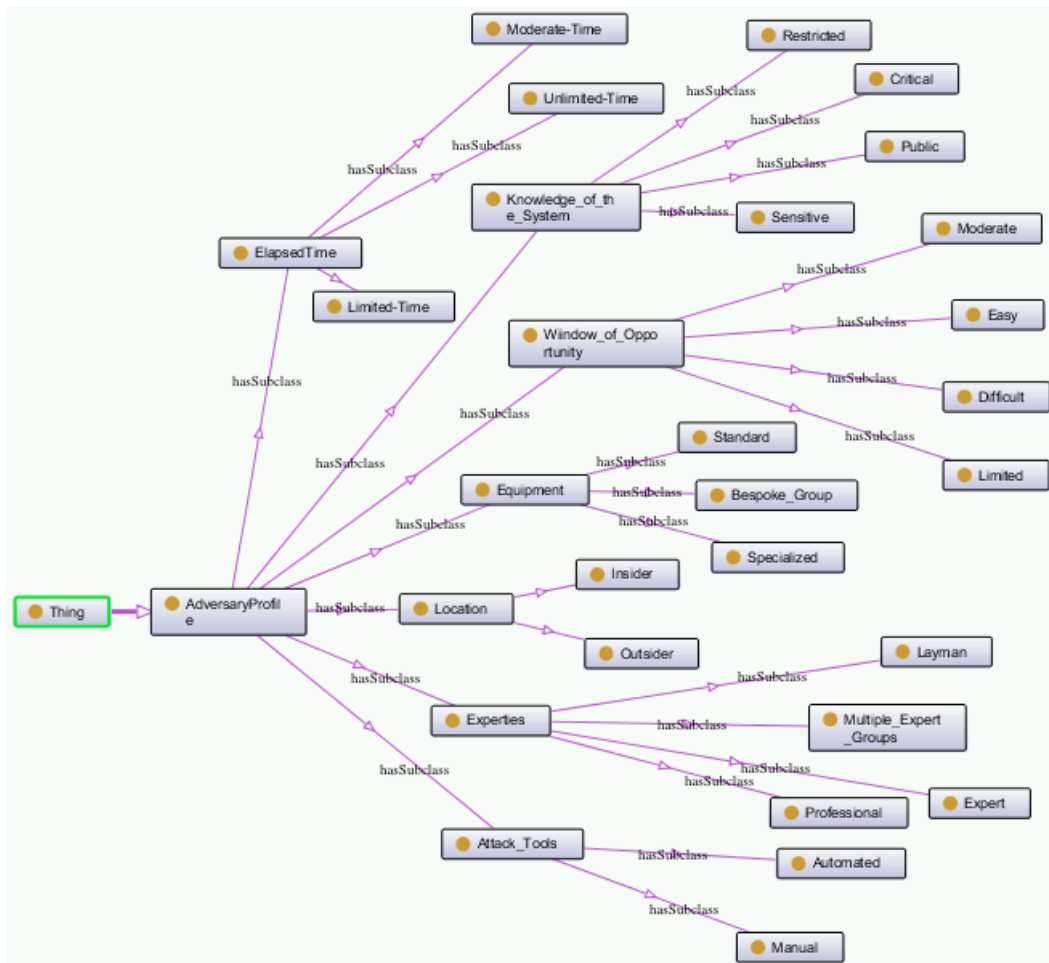 Moderate-Time
Restricted
hasSubclass
Critical
Unlimited-Time
hasSubclass
hasSubclass
Public
hasSubclass
hasSubclass
Knowledge_of_th
e_System
hasSubclass
Sensitive
Moderate
ElapsedTime
hasSubclass
Limited-Time
Wiindow_of_Oppo
rtunity
hasSubclass
Easy
hasSubclass
hasSubclass
Difficult
hasSubclass
hasSubclass
Standard
hasSubclass
hasSubclass
Limited
Equipment
hasSubclass
Bespoke_Group
hasSubclass
hasSubclass
Specialized
Insider
Thing
AdversaryProfil
e
hasSubclass
Location
Outsider
Layman
hasSubclass
hasSubclass
Experties
hasSubclass
Multiple_Expert
_Groups
hasSubclass
hasSubclass
hasSubclass
Expert
Professional
Attack_Tools
hasSubclass
Automated
hasSubclass
Manual